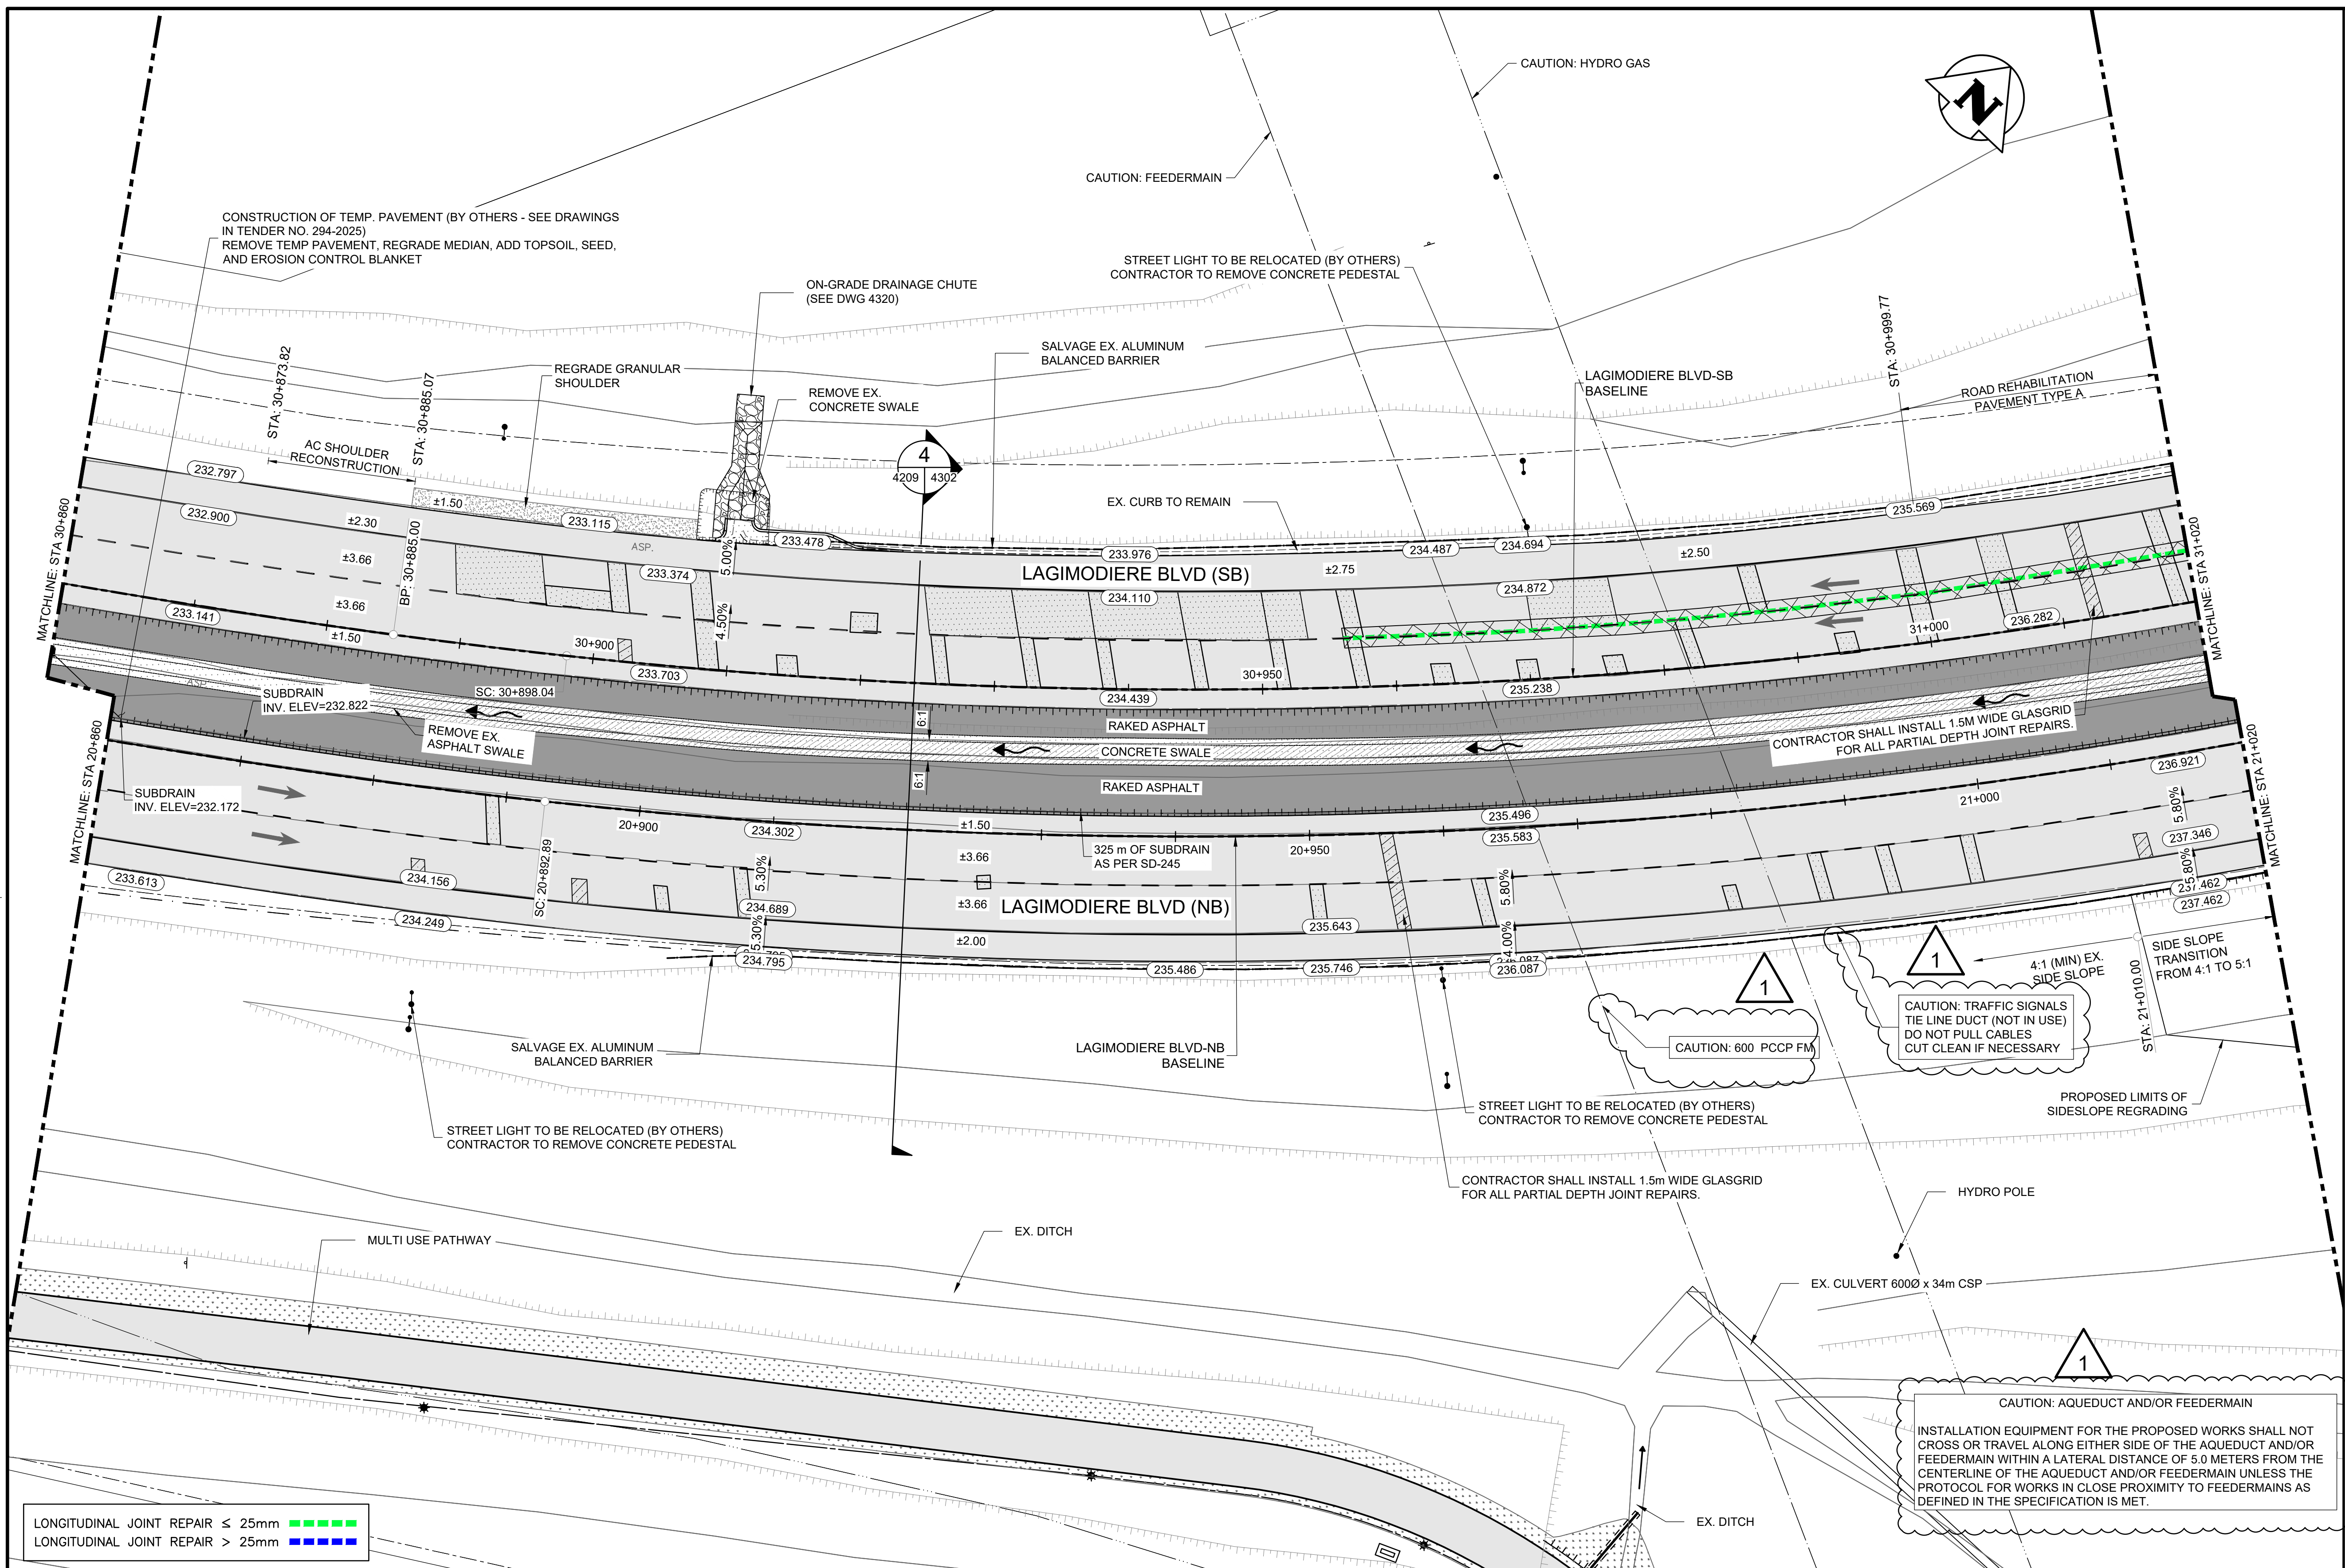 CAUTION: HYDRO GAS
N
CAUTION: FEEDERMAIN
CONSTRUCTION OF TEMP. PAVEMENT (BY OTHERS - SEE DRAWINGS
IN TENDER NO. 294-2025)
REMOVE TEMP PAVEMENT, REGRADE MEDIAN, ADD TOPSOIL, SEED,
AND EROSION CONTROL BLANKET
STREET LIGHT TO BE RELOCATED (BY OTHERS)
CONTRACTOR TO REMOVE CONCRETE PEDESTAL
ON-GRADE DRAINAGE CHUTE
(SEE DWG 4320)
SALVAGE EX. ALUMINUM
BALANCED BARRIER
REGRADE GRANULAR
SHOULDER
REMOVE EX.
CONCRETE SWALE
LAGIMODIERE BLVD-SB
BASELINE
STA: 30+999.77
ROAD REHABILITATION
PAVEMENT TYPE A
STA: 30+873.82
STA: 30+885.07
AC SHOULDER
RECONSTRUCTION
4
4209 4302
EX. CURB TO REMAIN
232.797
±1.50
232.900
±2.30
233.115
ASP.
233.478
5.00%
233.976
234.487
234.694
±2.50
235.569
MATCHLINE: STA 30+860
±3.66
BP: 30+885.00
233.374
LAGIMODIERE BLVD (SB)
±2.75
234.110
234.872
MATCHLINE: STA 31+020
±3.66
233.141
±1.50
4.50%
30+900
233.703
SC: 30+898.04
30+950
234.439
235.238
31+000
236.282
ASP.
SUBDRAIN
INV. ELEV=232.822
REMOVE EX.
ASPHALT SWALE
6:1
RAKED ASPHALT
CONCRETE SWALE
6:1
RAKED ASPHALT
CONTRACTOR SHALL INSTALL 1.5M WIDE GLASGRID
FOR ALL PARTIAL DEPTH JOINT REPAIRS.
MATCHLINE: STA 20+860
SUBDRAIN
INV. ELEV=232.172
20+900
234.302
±1.50
325 m OF SUBDRAIN
AS PER SD-245
20+950
235.496
235.583
21+000
236.921
5.80%
237.346
MATCHLINE: STA 21+020
233.613
234.156
234.249
SC: 20+892.89
5.30%
234.689
5.30%
234.795
±3.66
±3.66
LAGIMODIERE BLVD (NB)
±2.00
235.486
235.643
235.746
5.80%
4.00%
236.087
5.80%
237.462
237.462
SALVAGE EX. ALUMINUM
BALANCED BARRIER
LAGIMODIERE BLVD-NB
BASELINE
1
CAUTION: 600 PCCP FM
1
CAUTION: TRAFFIC SIGNALS
TIE LINE DUCT (NOT IN USE)
DO NOT PULL CABLES
CUT CLEAN IF NECESSARY
4:1 (MIN) EX.
SIDE SLOPE
STA: 21+010.00
SIDE SLOPE
TRANSITION
FROM 4:1 TO 5:1
STREET LIGHT TO BE RELOCATED (BY OTHERS)
CONTRACTOR TO REMOVE CONCRETE PEDESTAL
STREET LIGHT TO BE RELOCATED (BY OTHERS)
CONTRACTOR TO REMOVE CONCRETE PEDESTAL
PROPOSED LIMITS OF
SIDESLOPE REGRADING
CONTRACTOR SHALL INSTALL 1.5m WIDE GLASGRID
FOR ALL PARTIAL DEPTH JOINT REPAIRS.
HYDRO POLE
MULTI USE PATHWAY
EX. DITCH
EX. CULVERT 600Ø x 34m CSP
1
CAUTION: AQUEDUCT AND/OR FEEDERMAIN
INSTALLATION EQUIPMENT FOR THE PROPOSED WORKS SHALL NOT
CROSS OR TRAVEL ALONG EITHER SIDE OF THE AQUEDUCT AND/OR
FEEDERMAIN WITHIN A LATERAL DISTANCE OF 5.0 METERS FROM THE
CENTERLINE OF THE AQUEDUCT AND/OR FEEDERMAIN UNLESS THE
PROTOCOL FOR WORKS IN CLOSE PROXIMITY TO FEEDERMAINS AS
DEFINED IN THE SPECIFICATION IS MET.
EX. DITCH
LONGITUDINAL JOINT REPAIR ≤ 25mm
LONGITUDINAL JOINT REPAIR > 25mm